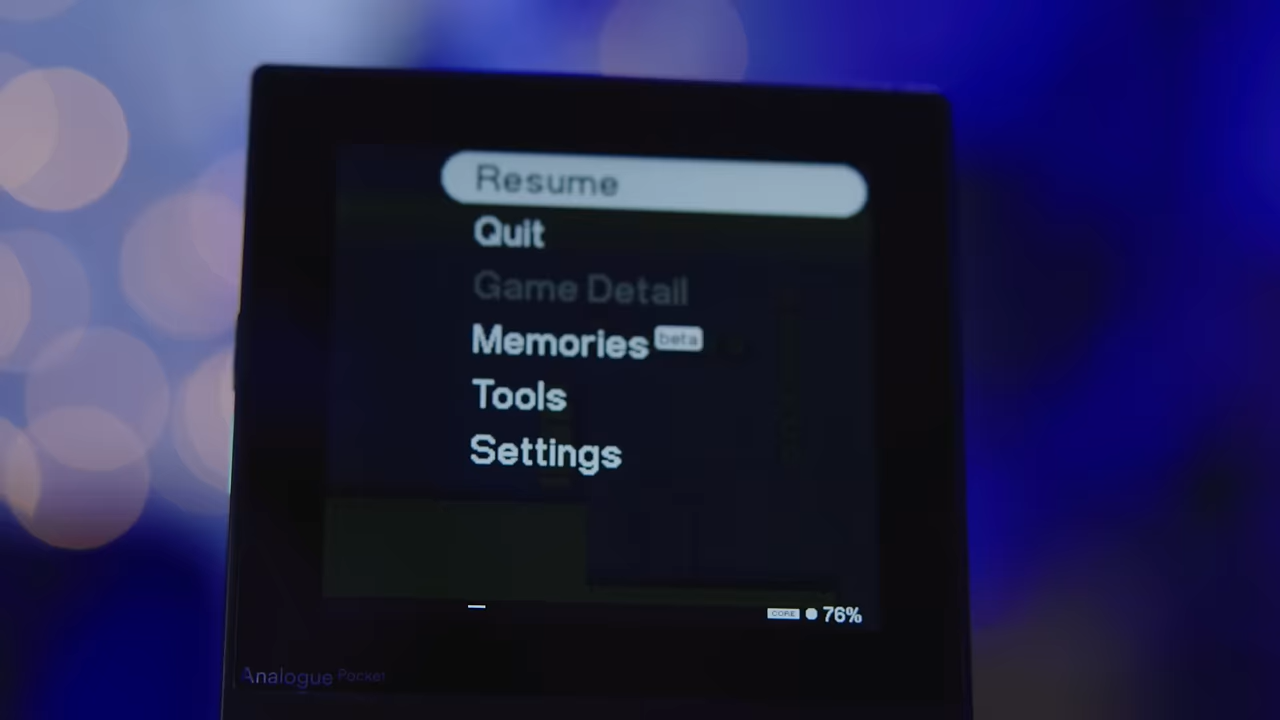 Resume
Quit
Game Detail
Memories beta
Tools
Settings
CORE 76%
Analogue Pocket